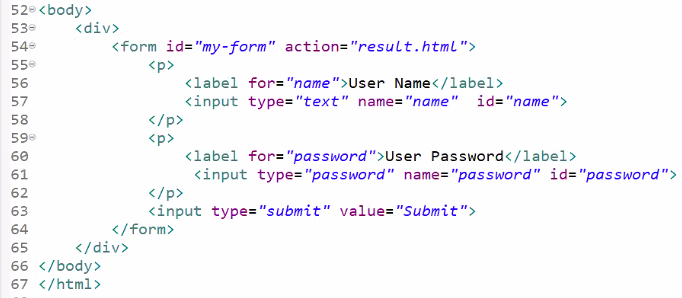 52 <body>
53     <div>
54         <form id="my-form" action="result.html">
55             <p>
56                 <label for="name">User Name</label>
57                 <input type="text" name="name"  id="name">
58             </p>
59             <p>
60                 <label for="password">User Password</label>
61                  <input type="password" name="password" id="password">
62             </p>
63             <input type="submit" value="Submit">
64         </form>
65     </div>
66 </body>
67 </html>